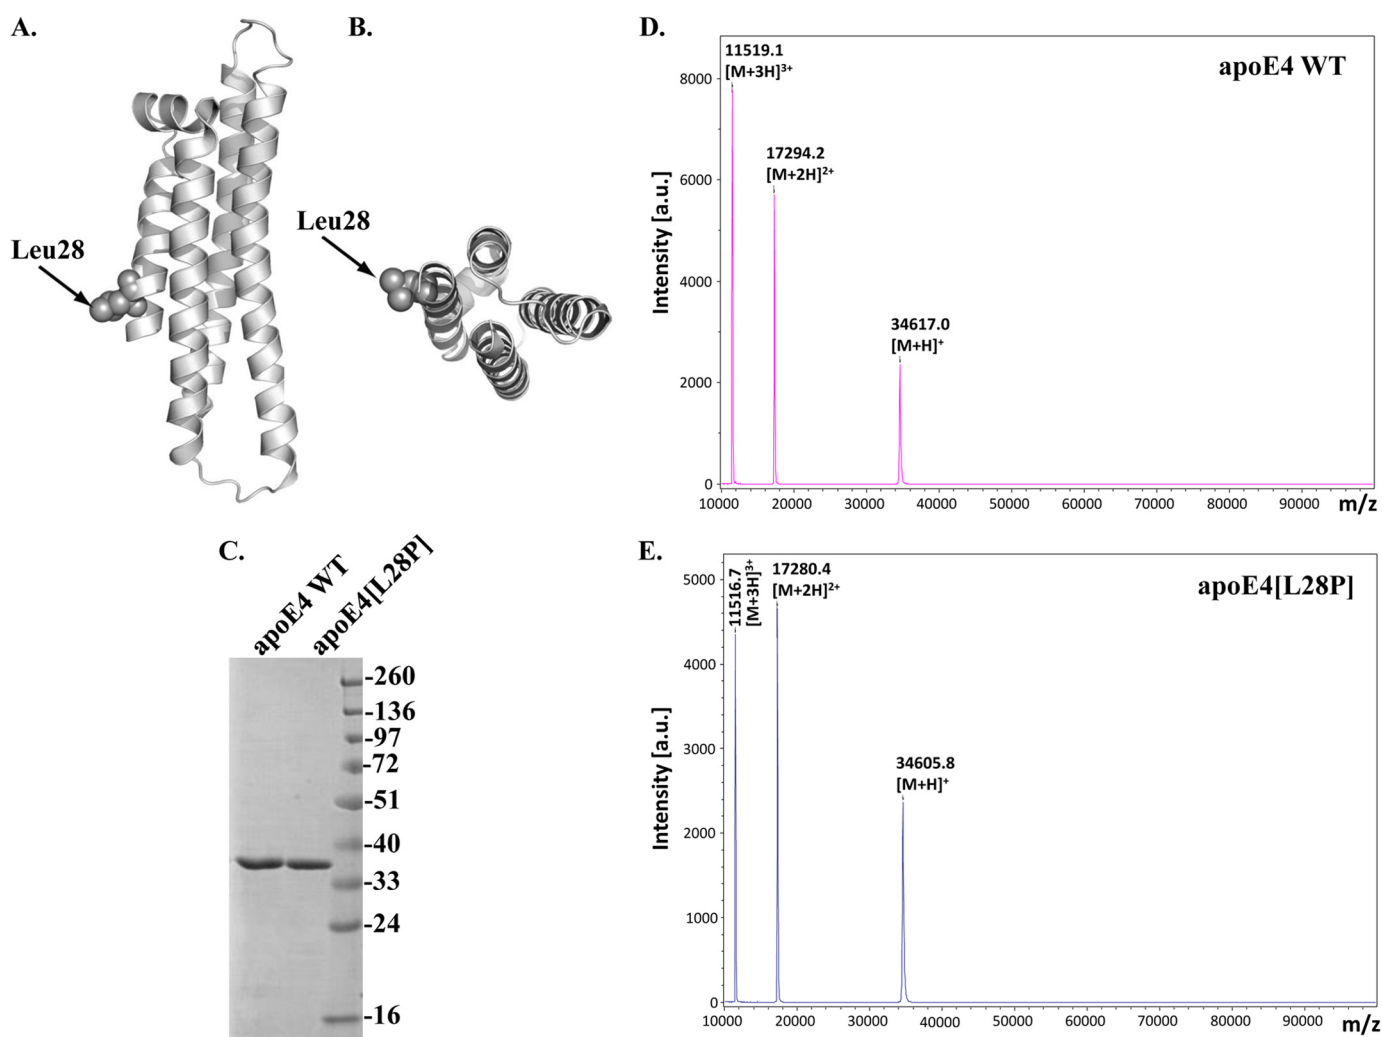 A.
Leu28
B.
Leu28
C.
apoE4 WT
apoE4[L28P]
-260
-136
-97
-72
-51
-40
-33
-24
-16
D.
apoE4 WT
11519.1
[M+3H]³⁺
17294.2
[M+2H]²⁺
34617.0
[M+H]⁺
Intensity [a.u.]
8000
6000
4000
2000
0
10000 20000 30000 40000 50000 60000 70000 80000 90000 m/z
E.
apoE4[L28P]
11516.7
[M+3H]³⁺
17280.4
[M+2H]²⁺
34605.8
[M+H]⁺
Intensity [a.u.]
5000
4000
3000
2000
1000
0
10000 20000 30000 40000 50000 60000 70000 80000 90000 m/z